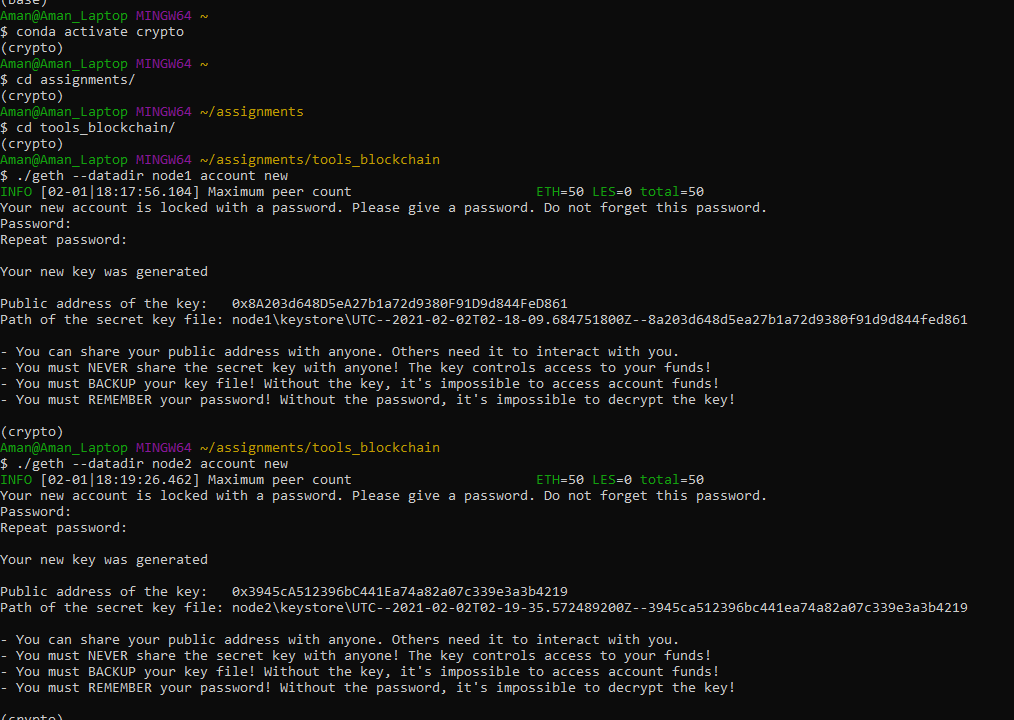 (base)
Aman@Aman_Laptop MINGW64 ~
$ conda activate crypto
(crypto)
Aman@Aman_Laptop MINGW64 ~
$ cd assignments/
(crypto)
Aman@Aman_Laptop MINGW64 ~/assignments
$ cd tools_blockchain/
(crypto)
Aman@Aman_Laptop MINGW64 ~/assignments/tools_blockchain
$ ./geth --datadir node1 account new
INFO [02-01|18:17:56.104] Maximum peer count ETH=50 LES=0 total=50
Your new account is locked with a password. Please give a password. Do not forget this password.
Password:
Repeat password:
Your new key was generated
Public address of the key: 0x8A203d648D5eA27b1a72d9380F91D9d844FeD861
Path of the secret key file: node1\keystore\UTC--2021-02-02T02-18-09.684751800Z--8a203d648d5ea27b1a72d9380f91d9d844fed861
- You can share your public address with anyone. Others need it to interact with you.
- You must NEVER share the secret key with anyone! The key controls access to your funds!
- You must BACKUP your key file! Without the key, it's impossible to access account funds!
- You must REMEMBER your password! Without the password, it's impossible to decrypt the key!
(crypto)
Aman@Aman_Laptop MINGW64 ~/assignments/tools_blockchain
$ ./geth --datadir node2 account new
INFO [02-01|18:19:26.462] Maximum peer count ETH=50 LES=0 total=50
Your new account is locked with a password. Please give a password. Do not forget this password.
Password:
Repeat password:
Your new key was generated
Public address of the key: 0x3945cA512396bC441Ea74a82a07c339e3a3b4219
Path of the secret key file: node2\keystore\UTC--2021-02-02T02-19-35.572489200Z--3945ca512396bc441ea74a82a07c339e3a3b4219
- You can share your public address with anyone. Others need it to interact with you.
- You must NEVER share the secret key with anyone! The key controls access to your funds!
- You must BACKUP your key file! Without the key, it's impossible to access account funds!
- You must REMEMBER your password! Without the password, it's impossible to decrypt the key!
(crypto)